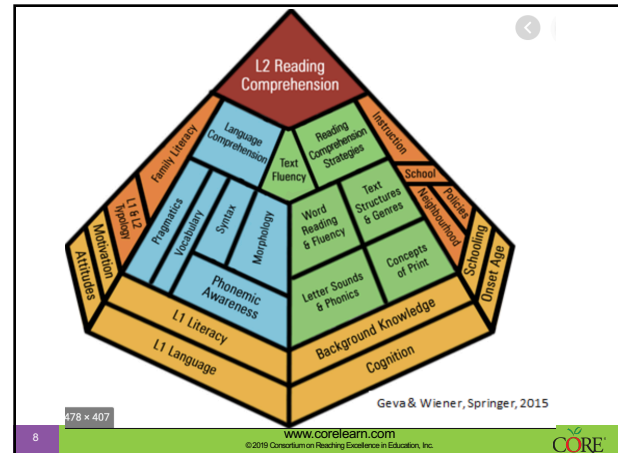 L2 Reading
Comprehension
Language
Comprehension
Text
Fluency
Reading
Comprehension
Strategies
Family Literacy
Instruction
School
Policies
Neighbourhood
L1 & L2
Typology
Motivation
Attitudes
Pragmatics
Vocabulary
Syntax
Morphology
Phonemic
Awareness
Word
Reading
& Fluency
Text
Structures
& Genres
Letter Sounds
& Phonics
Concepts
of Print
Schooling
Onset Age
L1 Literacy
L1 Language
Background Knowledge
Cognition
Geva & Wiener, Springer, 2015
478 × 407
8
www.corelearn.com
©2019 Consortium on Reaching Excellence in Education, Inc.
CORE